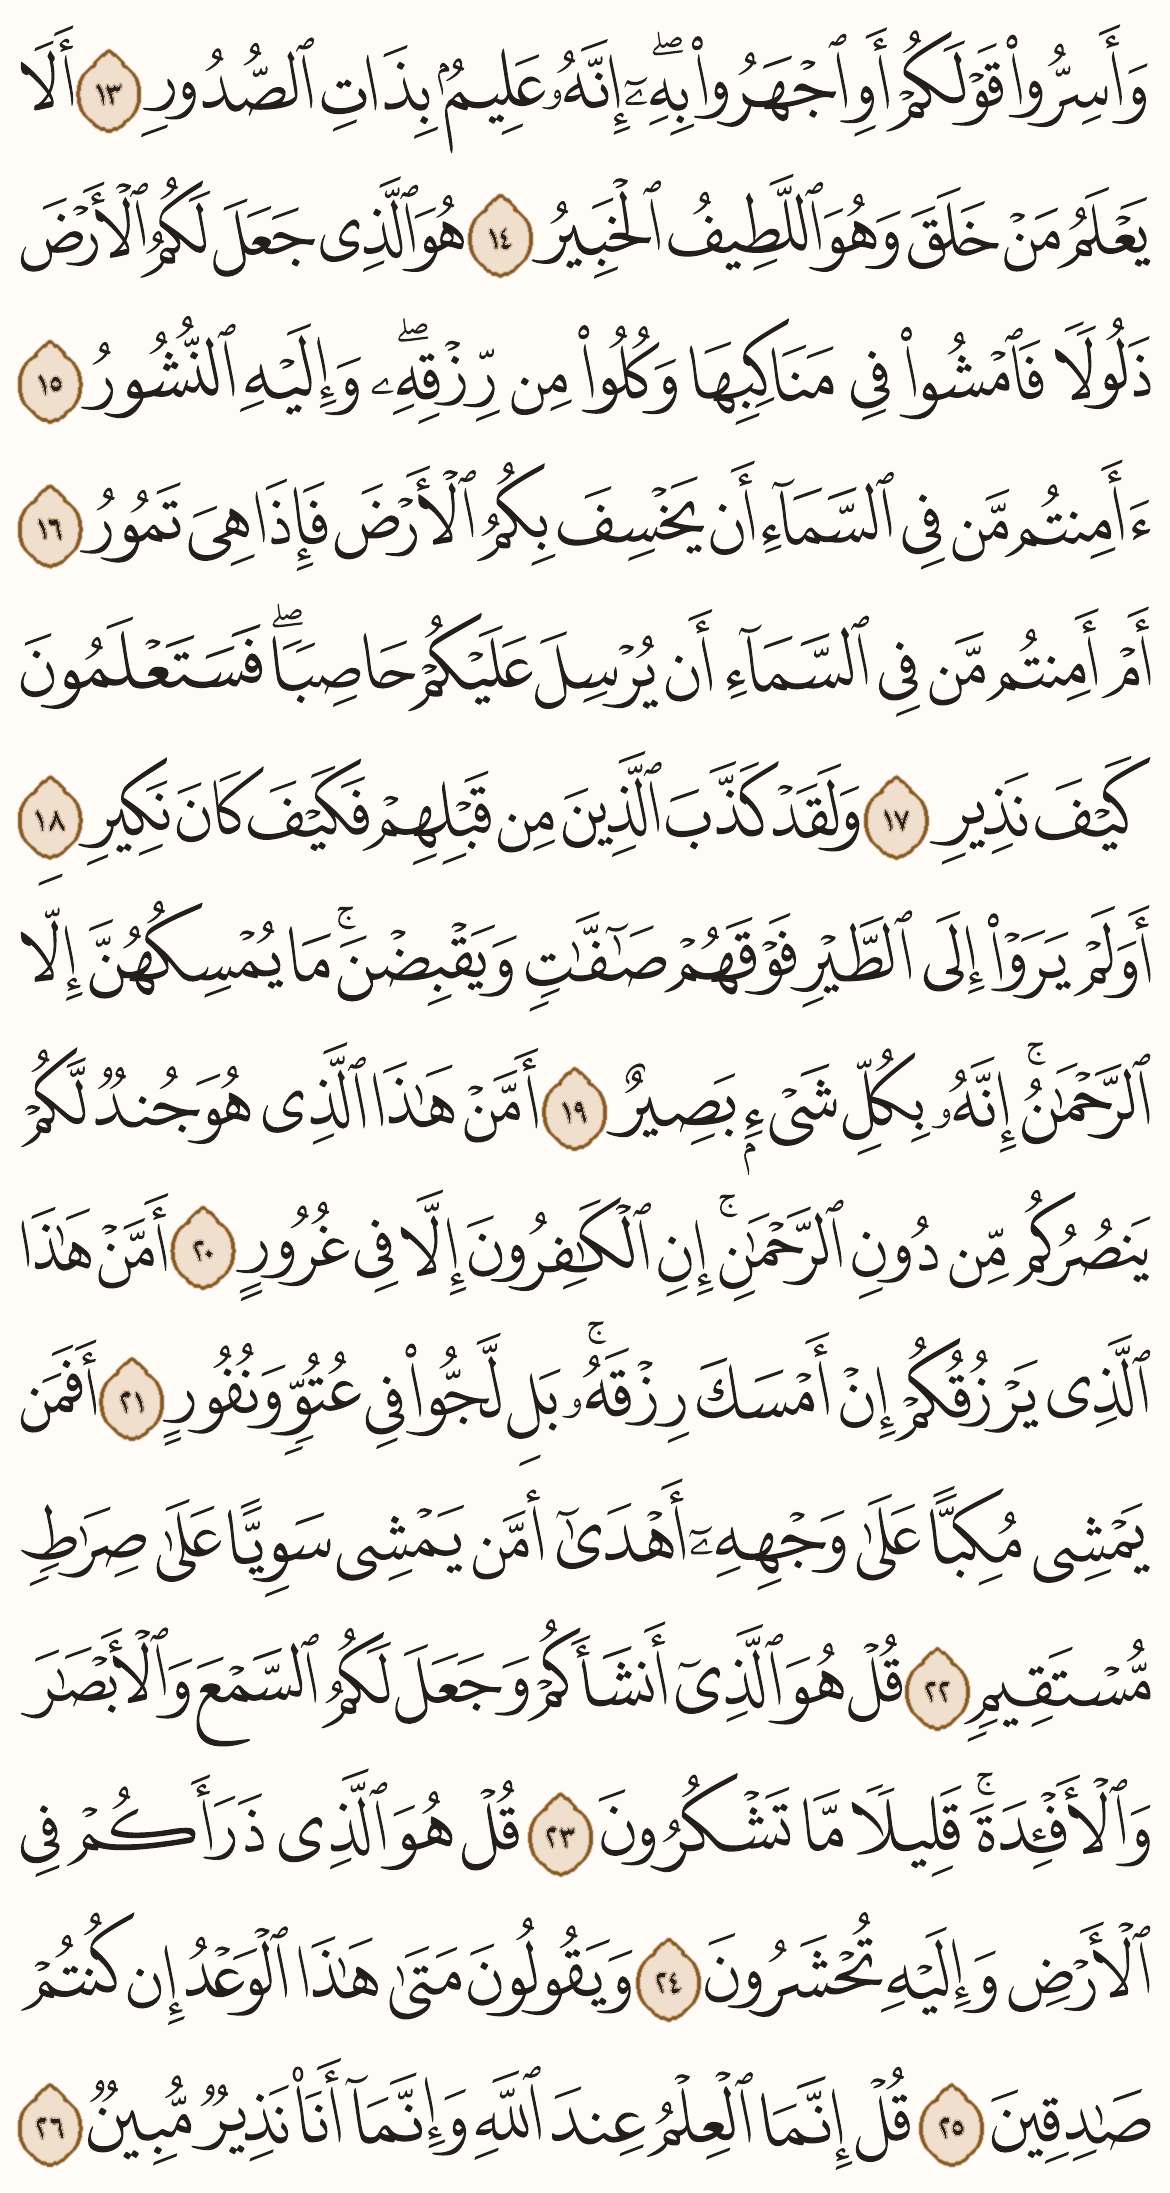 وَأَسِرُّوا۟ قَوۡلَكُمۡ أَوِ ٱجۡهَرُوا۟ بِهِۦٓۖ إِنَّهُۥ عَلِيمُۢ بِذَاتِ ٱلصُّدُورِ ١٣ أَلَا
يَعۡلَمُ مَنۡ خَلَقَ وَهُوَ ٱللَّطِيفُ ٱلۡخَبِيرُ ١٤ هُوَ ٱلَّذِى جَعَلَ لَكُمُ ٱلۡأَرۡضَ
ذَلُولٗا فَٱمۡشُوا۟ فِى مَنَاكِبِهَا وَكُلُوا۟ مِن رِّزۡقِهِۦۖ وَإِلَيۡهِ ٱلنُّشُورُ ١٥
ءَأَمِنتُم مَّن فِى ٱلسَّمَآءِ أَن يَخۡسِفَ بِكُمُ ٱلۡأَرۡضَ فَإِذَا هِىَ تَمُورُ ١٦
أَمۡ أَمِنتُم مَّن فِى ٱلسَّمَآءِ أَن يُرۡسِلَ عَلَيۡكُمۡ حَاصِبٗاۖ فَسَتَعۡلَمُونَ
كَيۡفَ نَذِيرِ ١٧ وَلَقَدۡ كَذَّبَ ٱلَّذِينَ مِن قَبۡلِهِمۡ فَكَيۡفَ كَانَ نَكِيرِ ١٨
أَوَلَمۡ يَرَوۡا۟ إِلَى ٱلطَّيۡرِ فَوۡقَهُمۡ صَـٰٓفَّـٰتٖ وَيَقۡبِضۡنَۚ مَا يُمۡسِكُهُنَّ إِلَّا
ٱلرَّحۡمَـٰنُۚ إِنَّهُۥ بِكُلِّ شَىۡءِۭ بَصِيرٌ ١٩ أَمَّنۡ هَـٰذَا ٱلَّذِى هُوَ جُندٞ لَّكُمۡ
يَنصُرُكُم مِّن دُونِ ٱلرَّحۡمَـٰنِۚ إِنِ ٱلۡكَـٰفِرُونَ إِلَّا فِى غُرُورٍ ٢٠ أَمَّنۡ هَـٰذَا
ٱلَّذِى يَرۡزُقُكُمۡ إِنۡ أَمۡسَكَ رِزۡقَهُۥۚ بَل لَّجُّوا۟ فِى عُتُوّٖ وَنُفُورٍ ٢١ أَفَمَن
يَمۡشِى مُكِبًّا عَلَىٰ وَجۡهِهِۦٓ أَهۡدَىٰٓ أَمَّن يَمۡشِى سَوِيًّا عَلَىٰ صِرَٰطٖ
مُّسۡتَقِيمٖ ٢٢ قُلۡ هُوَ ٱلَّذِىٓ أَنشَأَكُمۡ وَجَعَلَ لَكُمُ ٱلسَّمۡعَ وَٱلۡأَبۡصَـٰرَ
وَٱلۡأَفۡـِٔدَةَۚ قَلِيلٗا مَّا تَشۡكُرُونَ ٢٣ قُلۡ هُوَ ٱلَّذِى ذَرَأَكُمۡ فِى
ٱلۡأَرۡضِ وَإِلَيۡهِ تُحۡشَرُونَ ٢٤ وَيَقُولُونَ مَتَىٰ هَـٰذَا ٱلۡوَعۡدُ إِن كُنتُمۡ
صَـٰدِقِينَ ٢٥ قُلۡ إِنَّمَا ٱلۡعِلۡمُ عِندَ ٱللَّهِ وَإِنَّمَآ أَنَا۠ نَذِيرٞ مُّبِينٞ ٢٦